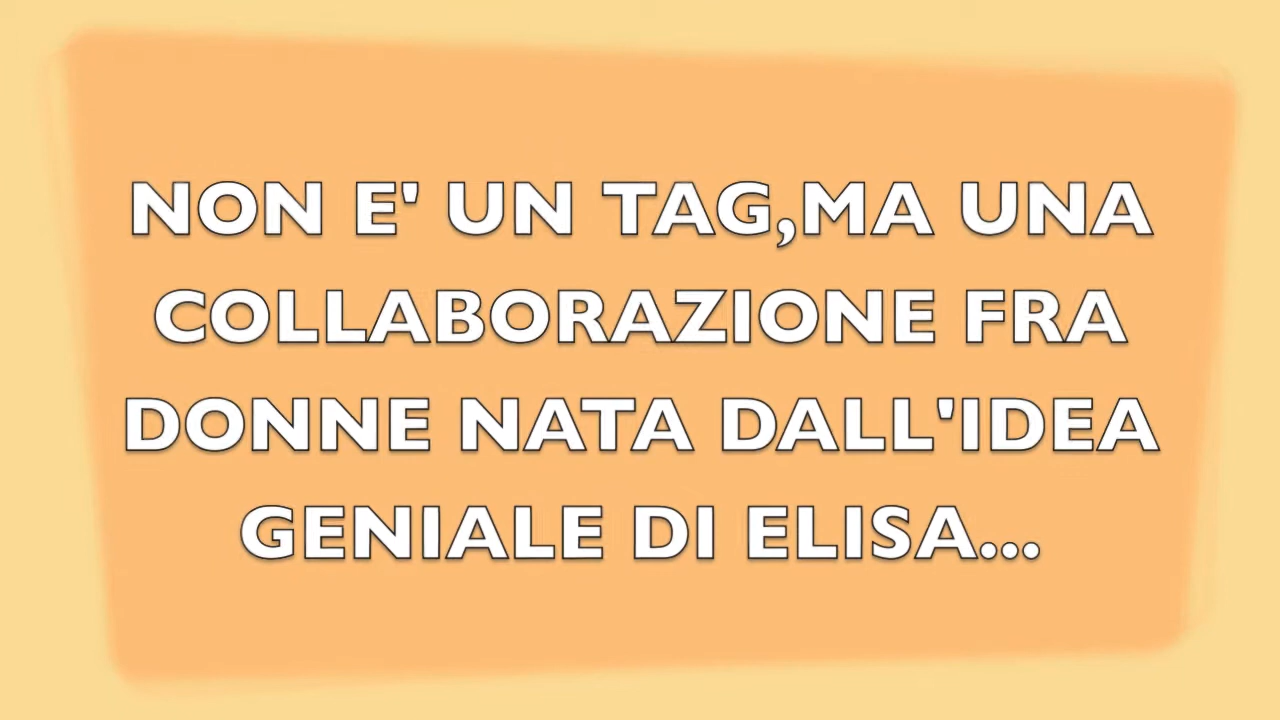 NON E' UN TAG,MA UNA
COLLABORAZIONE FRA
DONNE NATA DALL'IDEA
GENIALE DI ELISA...